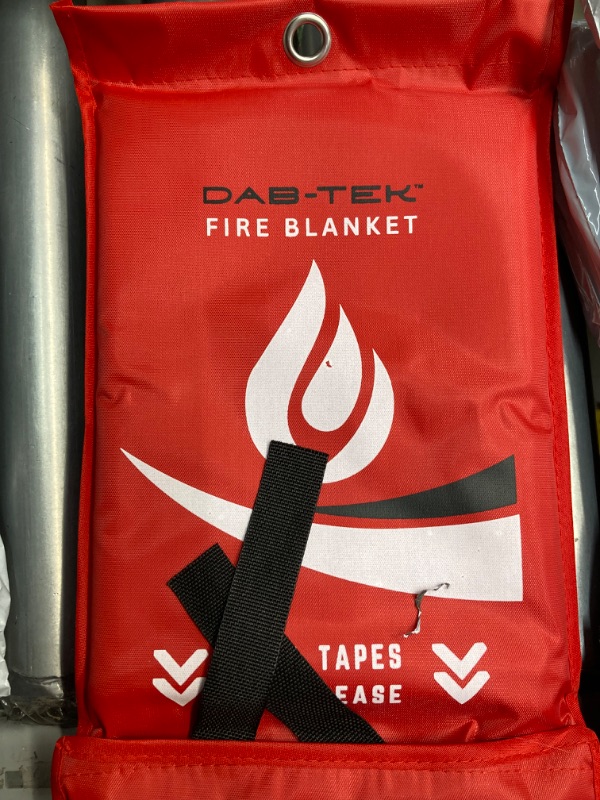 DAB-TEK™
FIRE BLANKET
TAPES
EASE